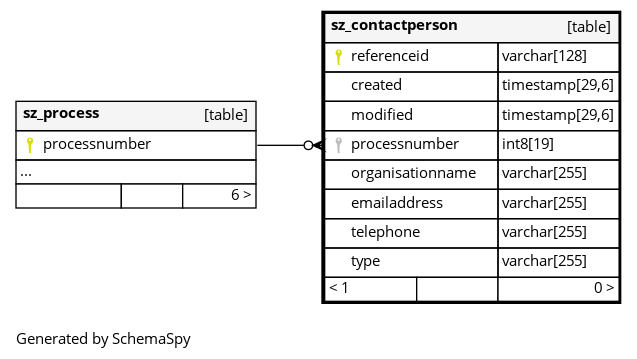 sz_contactperson [table]
referenceid varchar[128]
created timestamp[29,6]
modified timestamp[29,6]
processnumber int8[19]
organisationname varchar[255]
emailaddress varchar[255]
telephone varchar[255]
type varchar[255]
< 1 0 >
sz_process [table]
processnumber
...
6 >
Generated by SchemaSpy